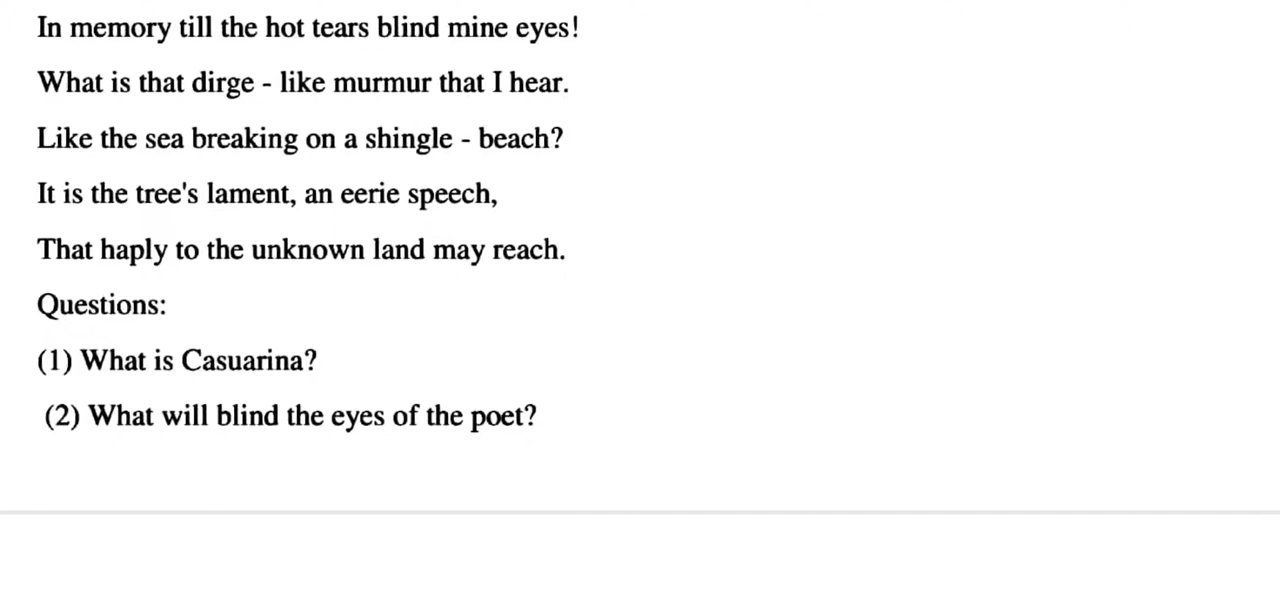 In memory till the hot tears blind mine eyes!
What is that dirge - like murmur that I hear.
Like the sea breaking on a shingle - beach?
It is the tree's lament, an eerie speech,
That haply to the unknown land may reach.
Questions:
(1) What is Casuarina?
(2) What will blind the eyes of the poet?